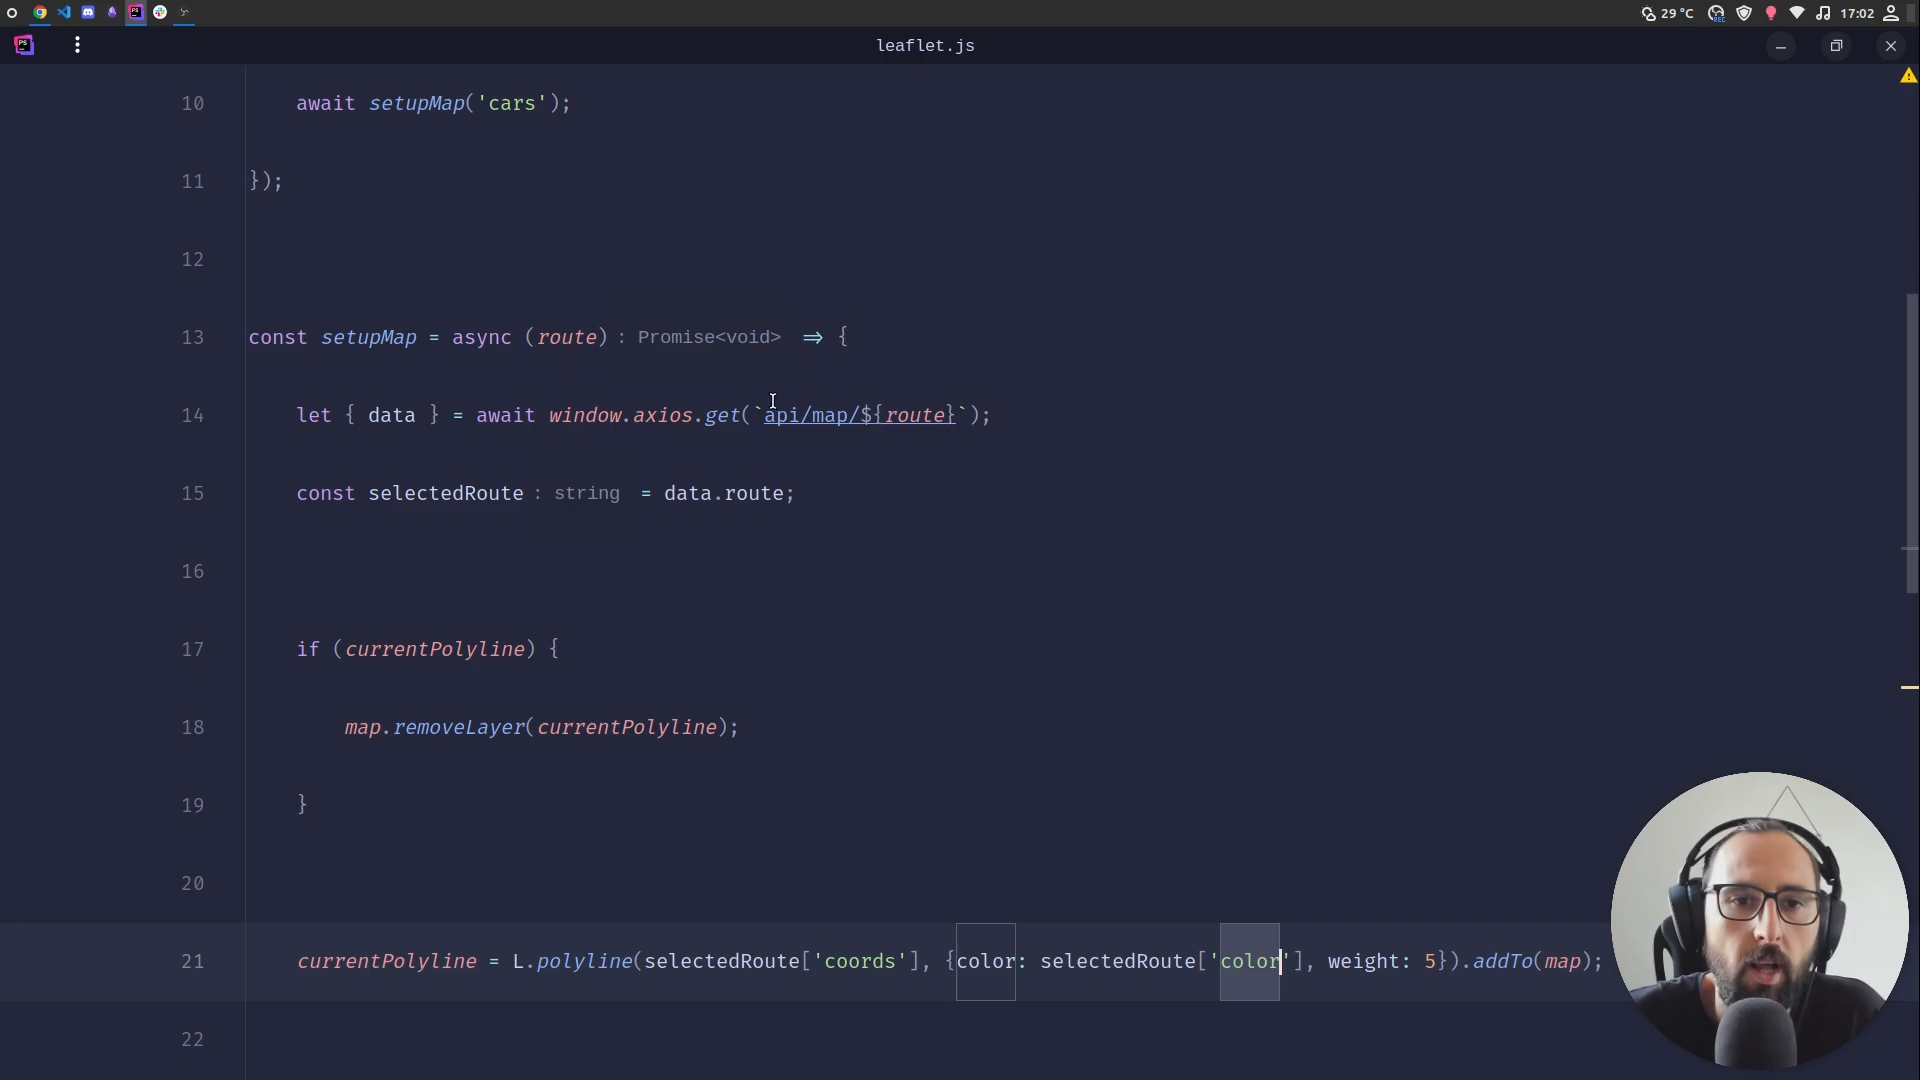 29 °C
REC
17:02
PS
leaflet.js
10 await setupMap('cars');
11 });
12
13 const setupMap = async (route) : Promise<void> => {
14 let { data } = await window.axios.get(`api/map/${route}`);
15 const selectedRoute : string = data.route;
16
17 if (currentPolyline) {
18 map.removeLayer(currentPolyline);
19 }
20
21 currentPolyline = L.polyline(selectedRoute['coords'], {color: selectedRoute['color'], weight: 5}).addTo(map);
22